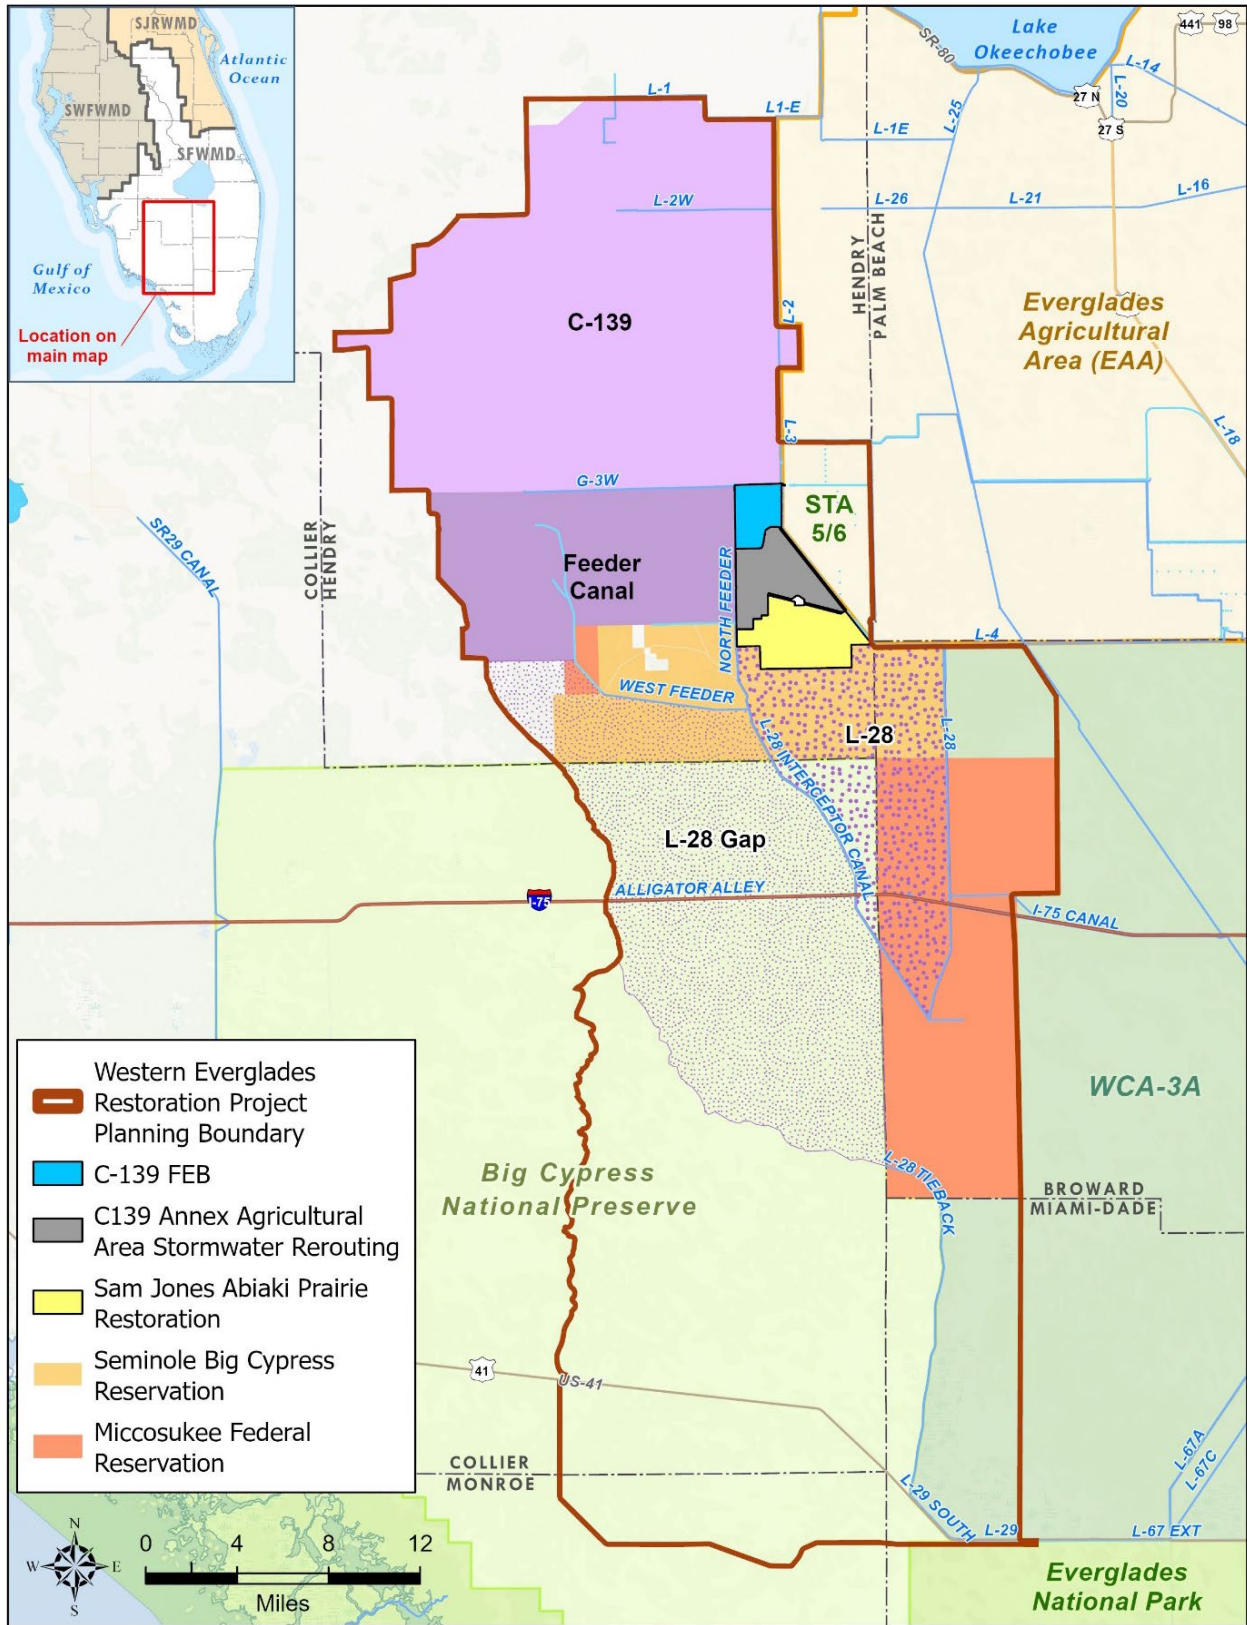 SJRWMD
Atlantic
Ocean
SWFWMD
SFWMD
Gulf of
Mexico
Location on
main map
Lake
Okeechobee
441
98
SR-80
27 N
27 S
L-14
L-20
L-25
L-1
L1-E
L-1E
L-2W
L-26
L-21
L-16
HENDRY
PALM BEACH
L-2
C-139
Everglades
Agricultural
Area (EAA)
L-18
L-3
G-3W
STA
5/6
SR29 CANAL
COLLIER
HENDRY
Feeder
Canal
NORTH FEEDER
L-4
WEST FEEDER
L-28
L-28
L-28 INTERCEPTOR CANAL
L-28 Gap
ALLIGATOR ALLEY
I-75
I-75 CANAL
WCA-3A
Big Cypress
National Preserve
L-28 TIEBACK
BROWARD
MIAMI-DADE
41
US-41
COLLIER
MONROE
L-67A
L-67C
L-29 SOUTH
L-29
L-67 EXT
Everglades
National Park
Western Everglades
Restoration Project
Planning Boundary
C-139 FEB
C139 Annex Agricultural
Area Stormwater Rerouting
Sam Jones Abiaki Prairie
Restoration
Seminole Big Cypress
Reservation
Miccosukee Federal
Reservation
N
W
E
S
0 4 8 12
Miles